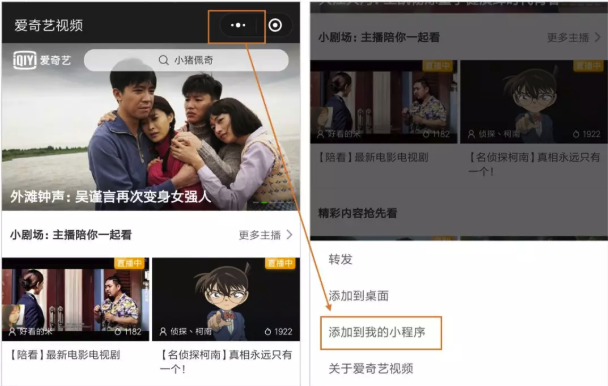 爱奇艺视频
QIY 爱奇艺
小猪佩奇
外滩钟声：吴谨言再次变身女强人
小剧场：主播陪你一起看
更多主播
直播中
直播中
好看的米
1182
侦探、柯南
1922
【陪看】最新电影电视剧
【名侦探柯南】真相永远只有
一个！
小剧场：主播陪你一起看
更多主播
直播中
直播中
好看的米
1182
侦探、柯南
1922
【陪看】最新电影电视剧
【名侦探柯南】真相永远只有
一个！
精彩内容抢先看
转发
添加到桌面
添加到我的小程序
关于爱奇艺视频